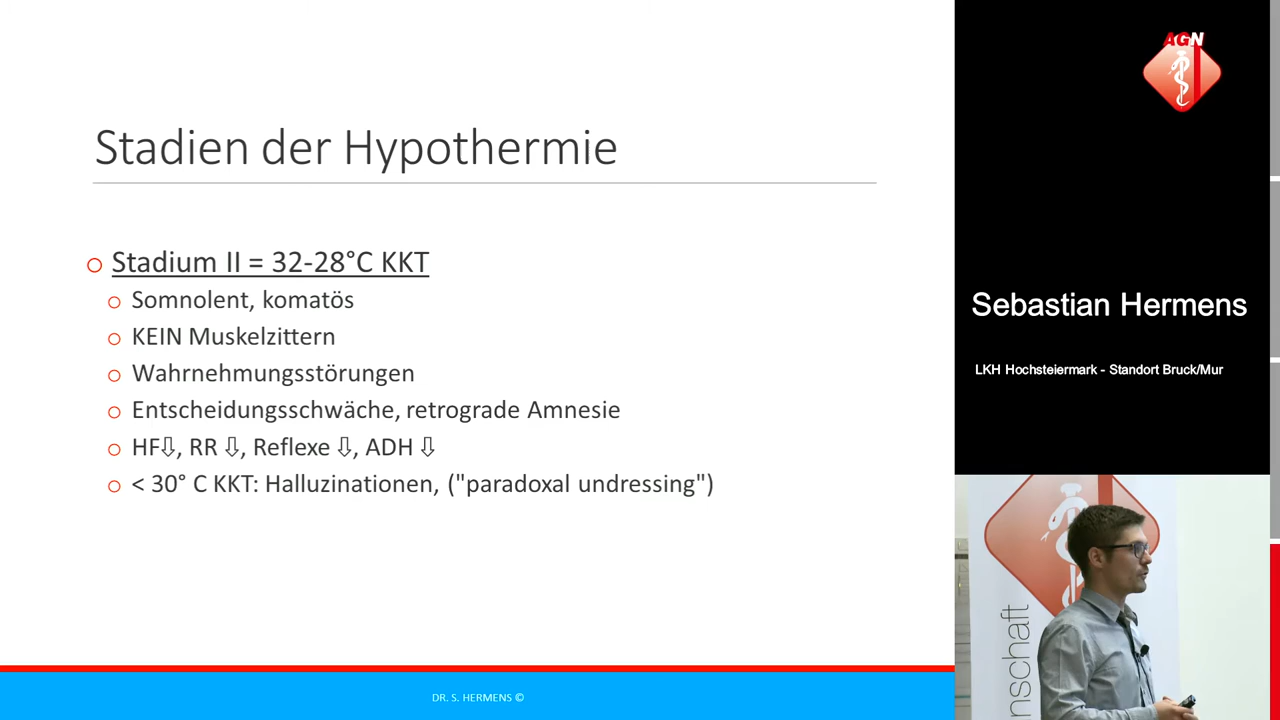 Stadien der Hypothermie
Stadium II = 32-28°C KKT
Somnolent, komatös
KEIN Muskelzittern
Wahrnehmungsstörungen
Entscheidungsschwäche, retrograde Amnesie
HF⇩, RR ⇩, Reflexe ⇩, ADH ⇩
< 30° C KKT: Halluzinationen, ("paradoxal undressing")
DR. S. HERMENS ©
AGN
Sebastian Hermens
LKH Hochsteiermark - Standort Bruck/Mur
nschaft